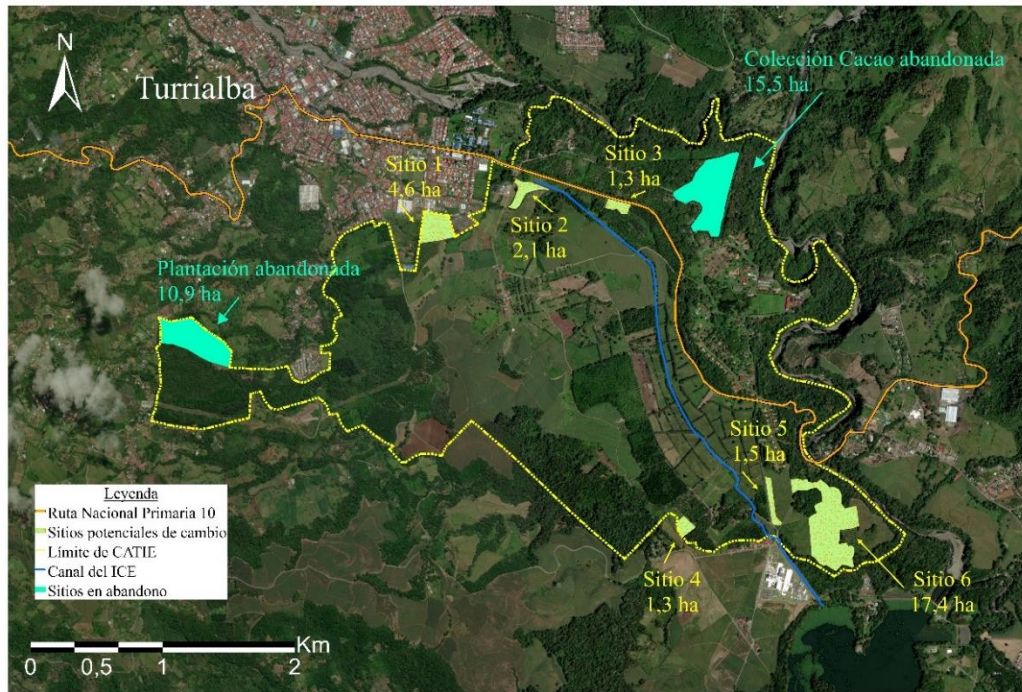 N
Turrialba
Colección Cacao abandonada
15,5 ha
Sitio 1
4,6 ha
Sitio 3
1,3 ha
Sitio 2
2,1 ha
Plantación abandonada
10,9 ha
Sitio 5
1,5 ha
Sitio 4
1,3 ha
Sitio 6
17,4 ha
Leyenda
Ruta Nacional Primaria 10
Sitios potenciales de cambio
Límite de CATIE
Canal del ICE
Sitios en abandono
Km
0 0,5 1 2